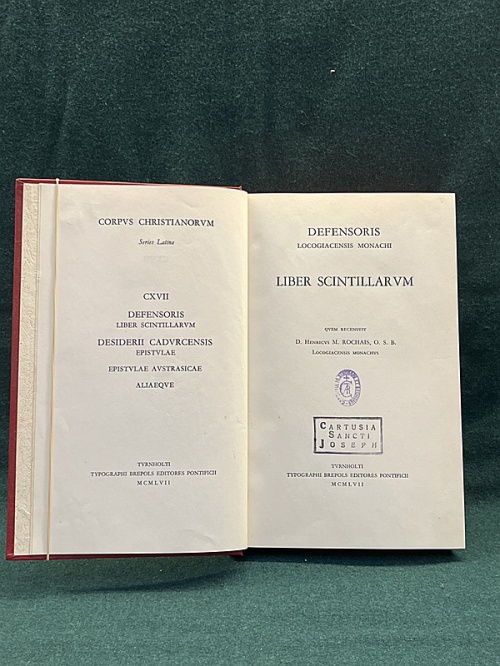 CORPVS CHRISTIANORVM
Series Latina
CXVII
DEFENSORIS
LIBER SCINTILLARVM
DESIDERII CADVRCENSIS
EPISTVLAE
EPISTVLAE AVSTRASICAE
ALIAEQVE
TVRNHOLTI
TYPOGRAPHI BREPOLS EDITORES PONTIFICII
MCMLVII
DEFENSORIS
LOCOGIACENSIS MONACHI
LIBER SCINTILLARVM
QVEM RECENSVIT
D. HENRICVS M. ROCHAIS, O. S. B.
LOCOGIACENSIS MONACHVS
CARTUSIA
SANCTI
JOSEPH
TVRNHOLTI
TYPOGRAPHI BREPOLS EDITORES PONTIFICII
MCMLVII